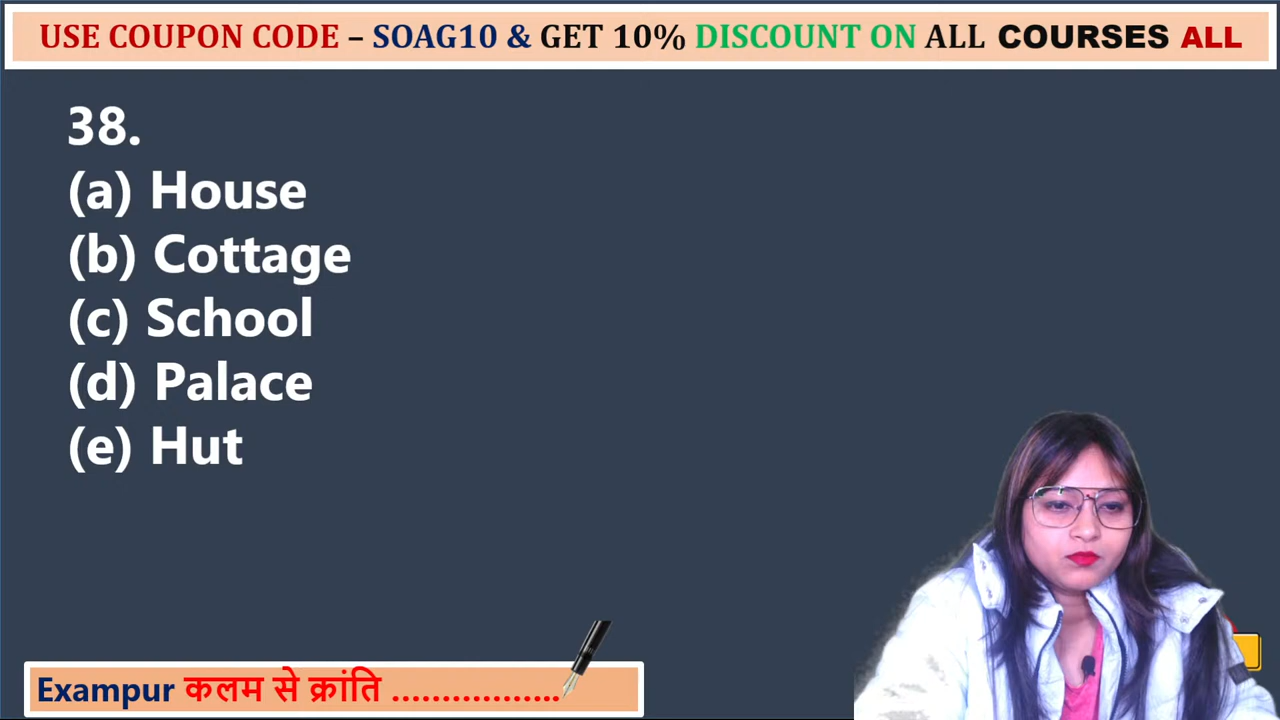 USE COUPON CODE – SOAG10 & GET 10% DISCOUNT ON ALL COURSES ALL
38.
(a) House
(b) Cottage
(c) School
(d) Palace
(e) Hut
Exampur कलम से क्रांति .................